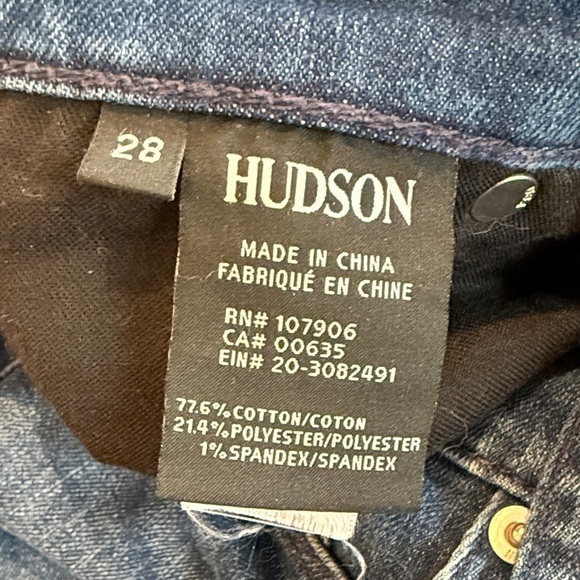 28
HUDSON
MADE IN CHINA
FABRIQUÉ EN CHINE
RN# 107906
CA# 00635
EIN# 20-3082491
77.6% COTTON/COTON
21.4% POLYESTER/POLYESTER
1% SPANDEX/SPANDEX